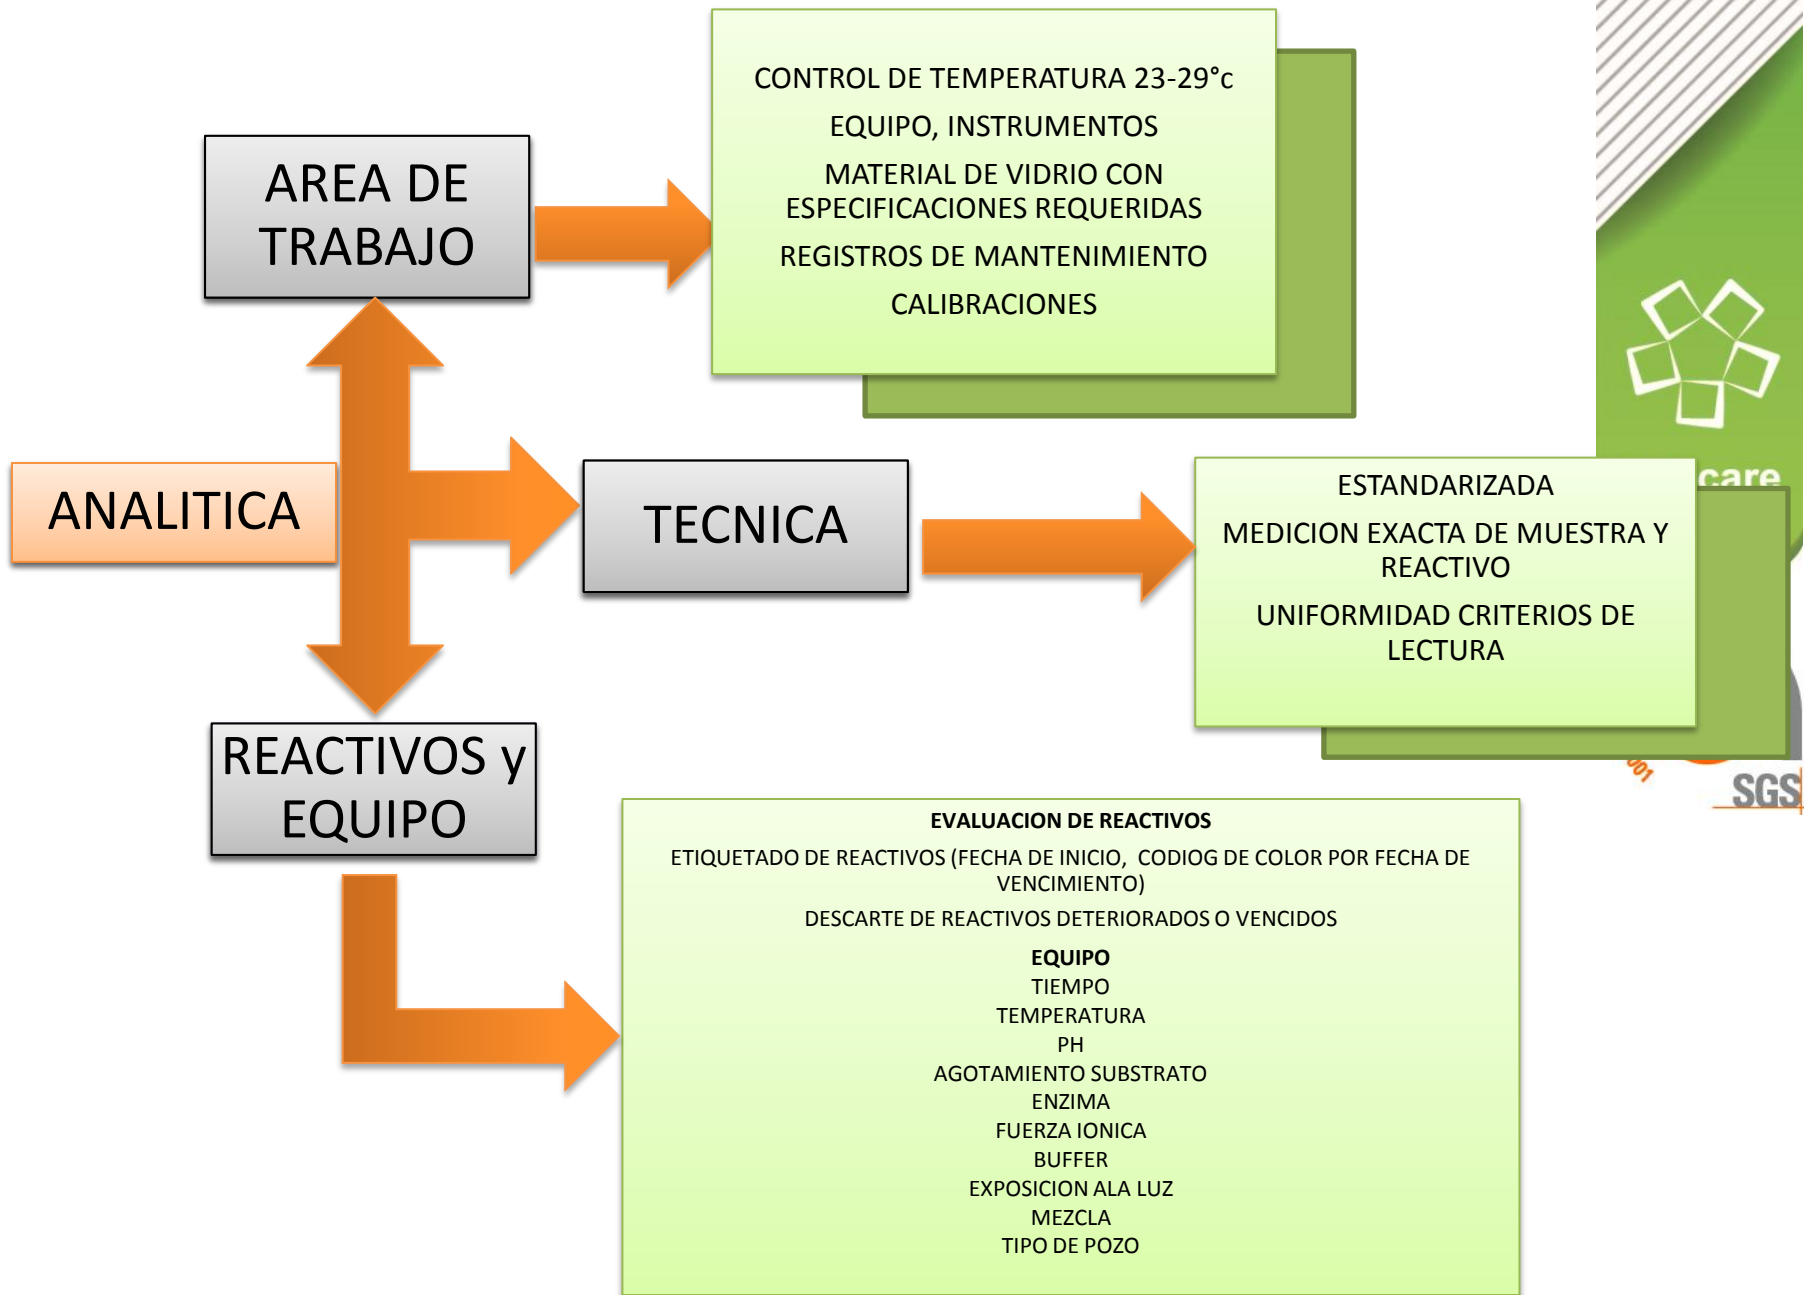 CONTROL DE TEMPERATURA 23-29°c
EQUIPO, INSTRUMENTOS
MATERIAL DE VIDRIO CON
ESPECIFICACIONES REQUERIDAS
REGISTROS DE MANTENIMIENTO
CALIBRACIONES
AREA DE
TRABAJO
ANALITICA
TECNICA
ESTANDARIZADA
MEDICION EXACTA DE MUESTRA Y
REACTIVO
UNIFORMIDAD CRITERIOS DE
LECTURA
care
001
SGS
REACTIVOS y
EQUIPO
EVALUACION DE REACTIVOS
ETIQUETADO DE REACTIVOS (FECHA DE INICIO, CODIOG DE COLOR POR FECHA DE
VENCIMIENTO)
DESCARTE DE REACTIVOS DETERIORADOS O VENCIDOS
EQUIPO
TIEMPO
TEMPERATURA
PH
AGOTAMIENTO SUBSTRATO
ENZIMA
FUERZA IONICA
BUFFER
EXPOSICION ALA LUZ
MEZCLA
TIPO DE POZO